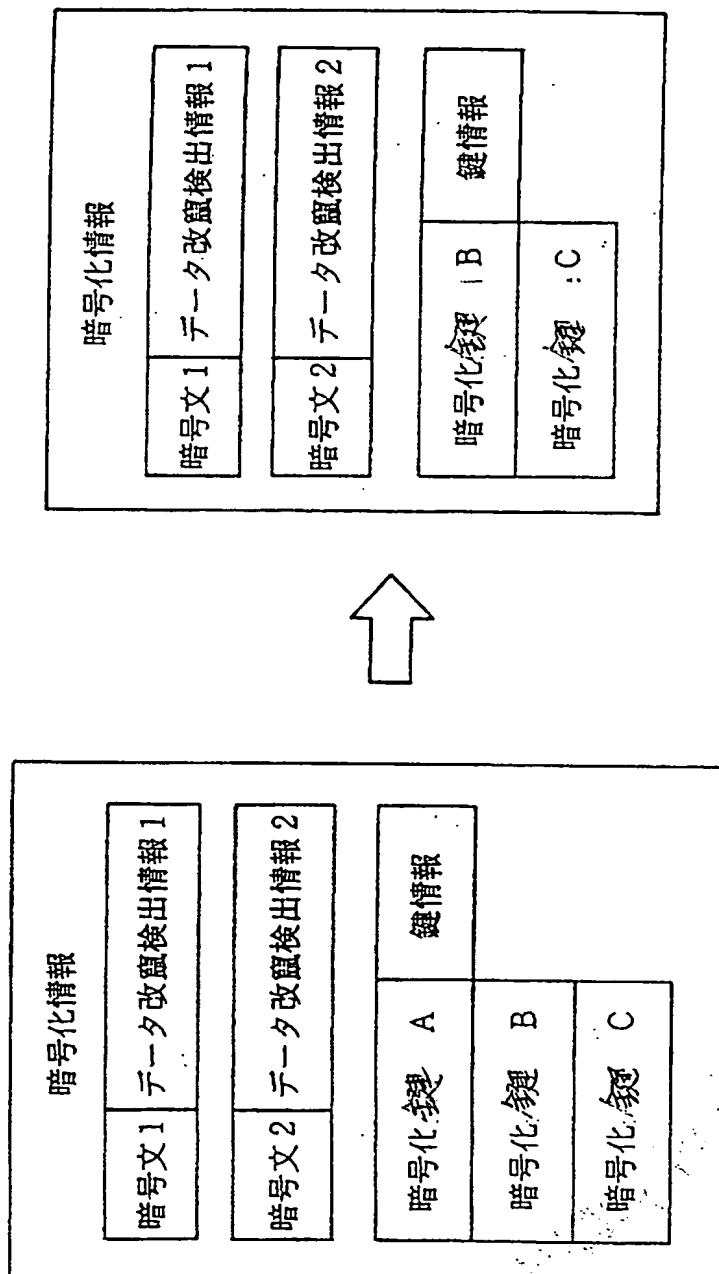 暗号化情報
暗号文1 データ改竄検出情報1
暗号文2 データ改竄検出情報2
暗号化鍵 A 鍵情報
暗号化鍵 B
暗号化鍵 C
暗号化情報
暗号文1 データ改竄検出情報1
暗号文2 データ改竄検出情報2
暗号化鍵:B 鍵情報
暗号化鍵:C